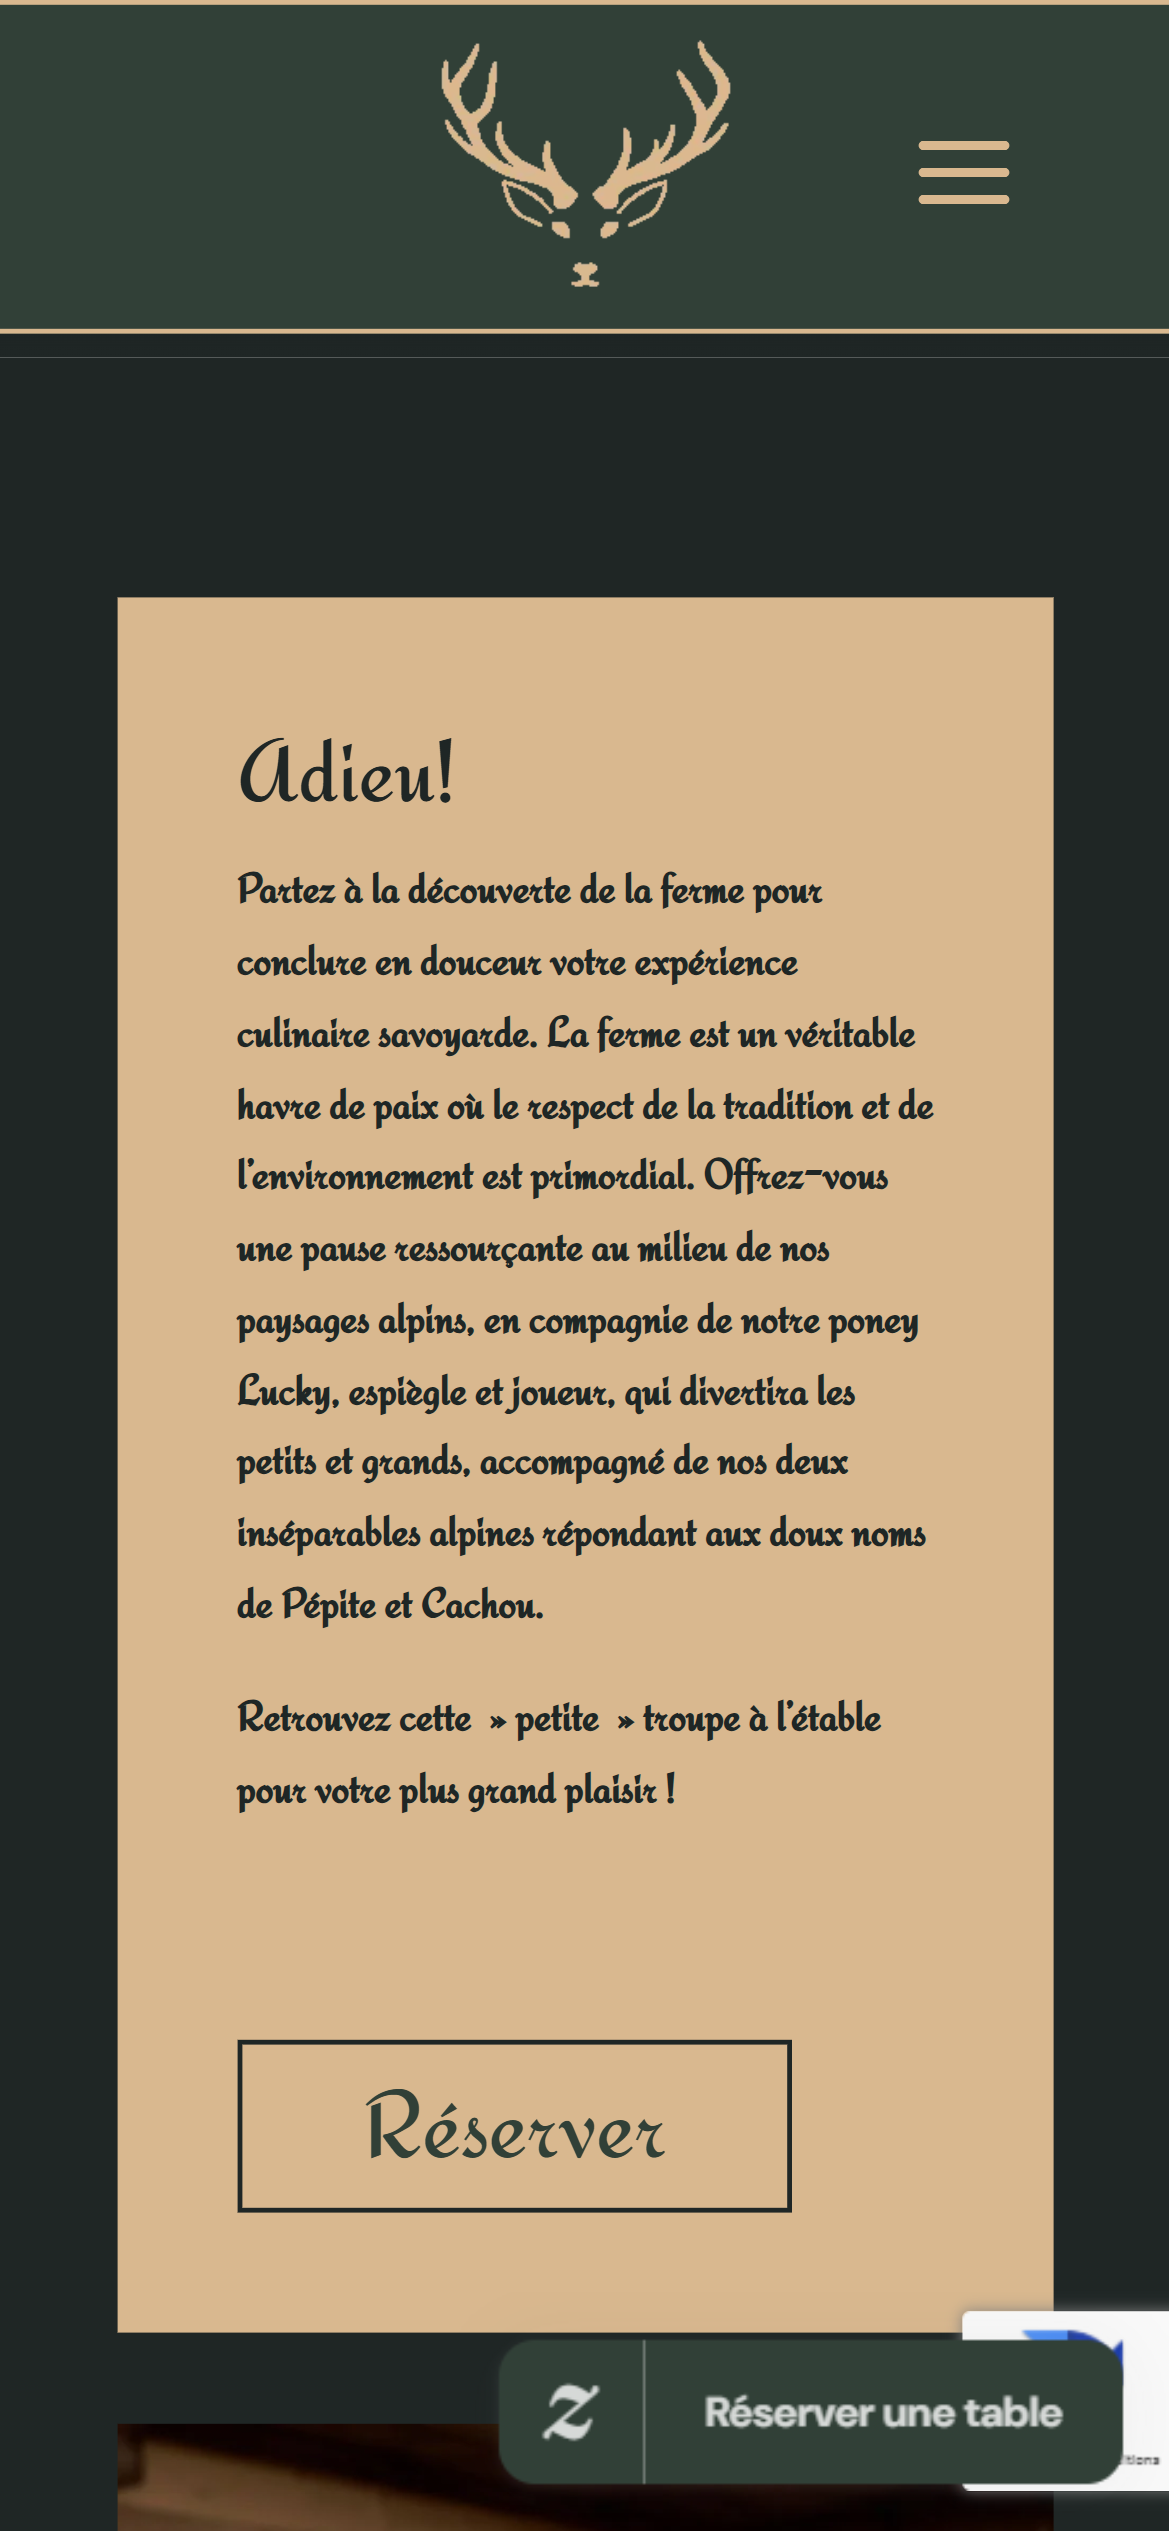 Adieu!
Partez à la découverte de la ferme pour
conclure en douceur votre expérience
culinaire savoyarde. La ferme est un véritable
havre de paix où le respect de la tradition et de
l’environnement est primordial. Offrez-vous
une pause ressourçante au milieu de nos
paysages alpins, en compagnie de notre poney
Lucky, espiègle et joueur, qui divertira les
petits et grands, accompagné de nos deux
inséparables alpines répondant aux doux noms
de Pépite et Cachou.
Retrouvez cette  » petite  » troupe à l’étable
pour votre plus grand plaisir !
Réserver
Z Réserver une table